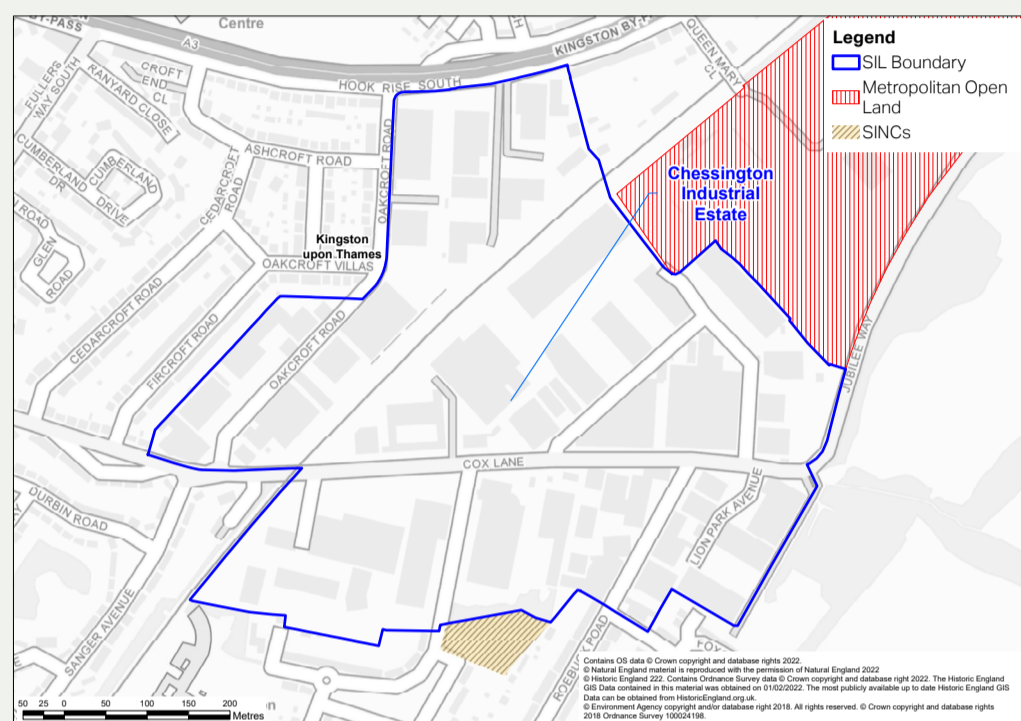 Centre
BY-PASS
A3
KINGSTON BY-PASS
HOOK RISE SOUTH
QUEEN MARY
CL
FULLERS
WAY SOUTH
CROFT
END
CL
RANYARD CLOSE
Legend
SIL Boundary
Metropolitan Open
Land
SINCs
CUMBERLAND
DR
CUMBERLAND
DRIVE
ASHCROFT ROAD
CEDARCROFT
ROAD
OAKCROFT ROAD
Chessington
Industrial
Estate
GLEN
ROAD
Kingston
upon Thames
OAKCROFT VILLAS
CEDARCROFT ROAD
FIRCROFT ROAD
OAKCROFT ROAD
JUBILEE WAY
COX LANE
LION PARK AVENUE
DURBIN ROAD
SANGER AVENUE
ROEBUCK ROAD
50 25 0 50 100 150 200
Metres
Contains OS data © Crown copyright and database rights 2022.
© Natural England material is reproduced with the permission of Natural England 2022
© Historic England 222. Contains Ordnance Survey data © Crown copyright and database right 2022. The Historic England
GIS Data contained in this material was obtained on 01/02/2022. The most publicly available up to date Historic England GIS
Data can be obtained from HistoricEngland.org.uk.
© Environment Agency copyright and/or database right 2018. All rights reserved. © Crown copyright and database rights
2018 Ordnance Survey 100024198.